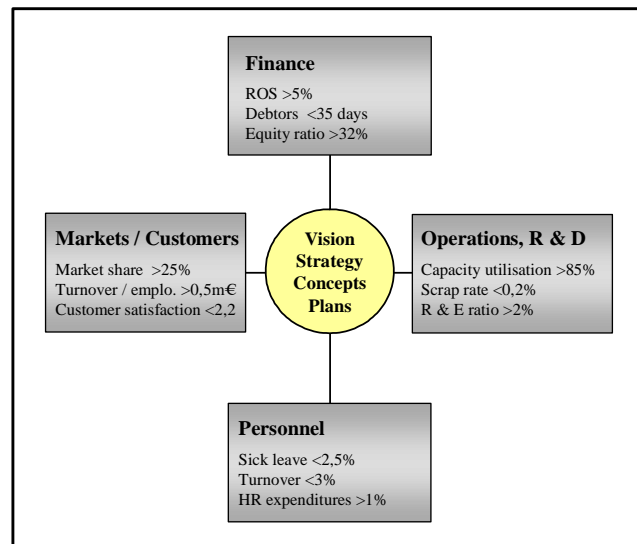 Finance
ROS >5%
Debtors <35 days
Equity ratio >32%
Markets / Customers
Market share >25%
Turnover / emplo. >0,5m€
Customer satisfaction <2,2
Vision
Strategy
Concepts
Plans
Operations, R & D
Capacity utilisation >85%
Scrap rate <0,2%
R & E ratio >2%
Personnel
Sick leave <2,5%
Turnover <3%
HR expenditures >1%